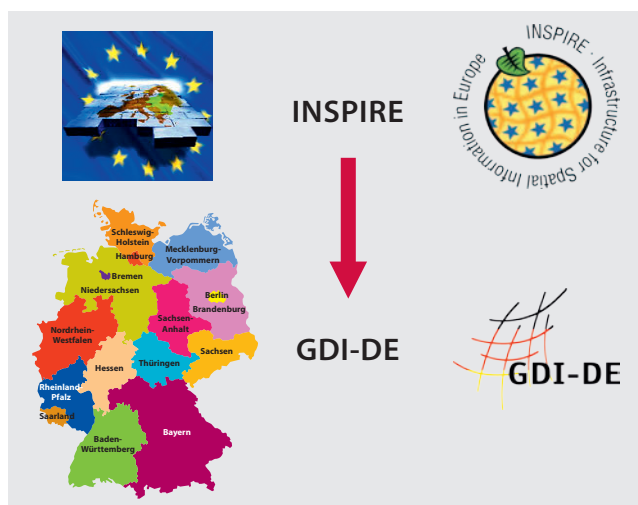 INSPIRE
INSPIRE · Infrastructure for Spatial Information in Europe
Schleswig-
Holstein
Hamburg
Mecklenburg-
Vorpommern
Bremen
Niedersachsen
Berlin
Brandenburg
Sachsen-
Anhalt
Nordrhein-
Westfalen
Hessen
Thüringen
Sachsen
Rheinland
Pfalz
Saarland
Baden-
Württemberg
Bayern
GDI-DE
GDI-DE